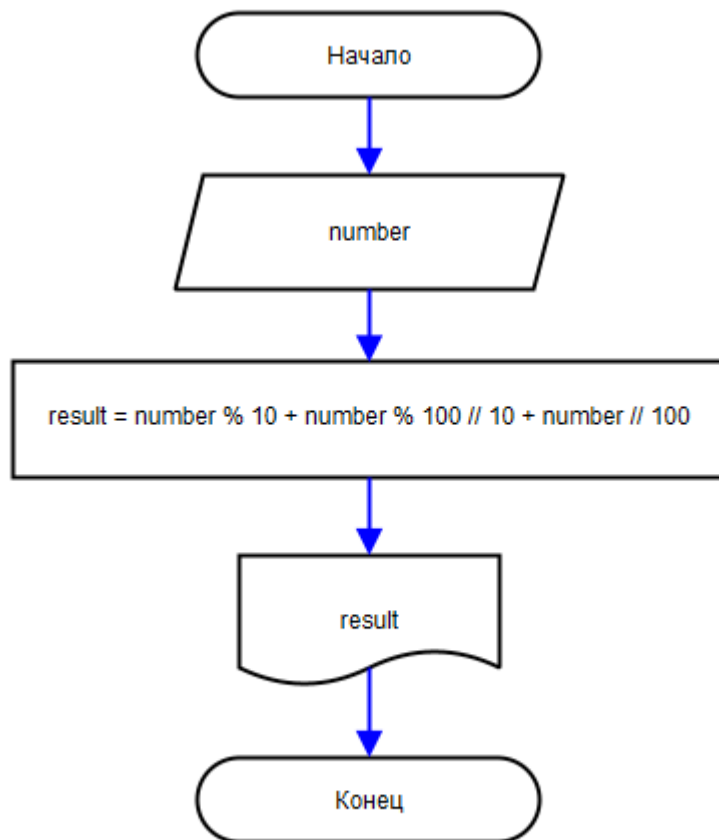 Начало
number
result = number % 10 + number % 100 // 10 + number // 100
result
Конец